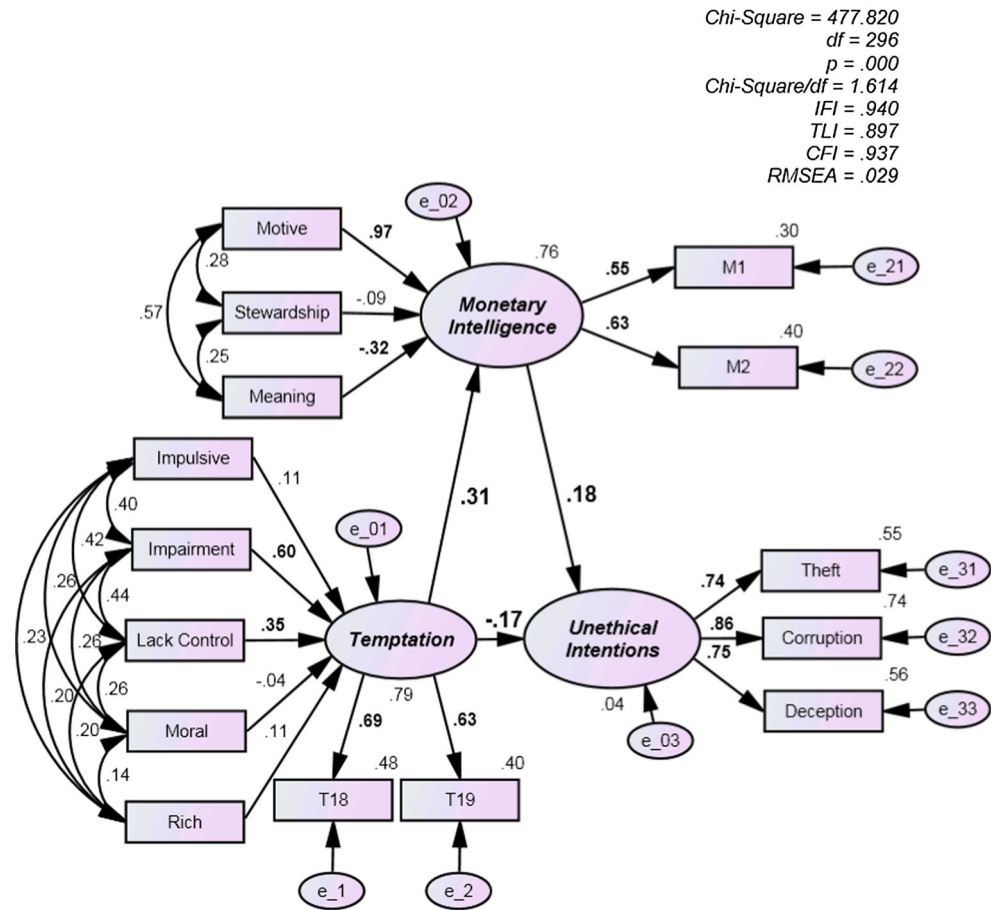 Chi-Square = 477.820
df = 296
p = .000
Chi-Square/df = 1.614
IFI = .940
TLI = .897
CFI = .937
RMSEA = .029
e_02
Motive
.97
.76
.30
M1
e_21
.28
.55
Stewardship
-.09
Monetary
Intelligence
.57
.63
.40
.25
-.32
M2
e_22
Meaning
Impulsive
.11
.40
.31
.18
.42
Impairment
.60
e_01
.55
Theft
e_31
.26
.44
.74
.74
.23
.26
Lack Control
.35
Temptation
-.17
Unethical
Intentions
.86
Corruption
e_32
.75
.20
.26
-.04
.79
.04
.56
.20
Moral
.11
.69
.63
Deception
e_33
e_03
.14
.48
.40
Rich
T18
T19
e_1
e_2